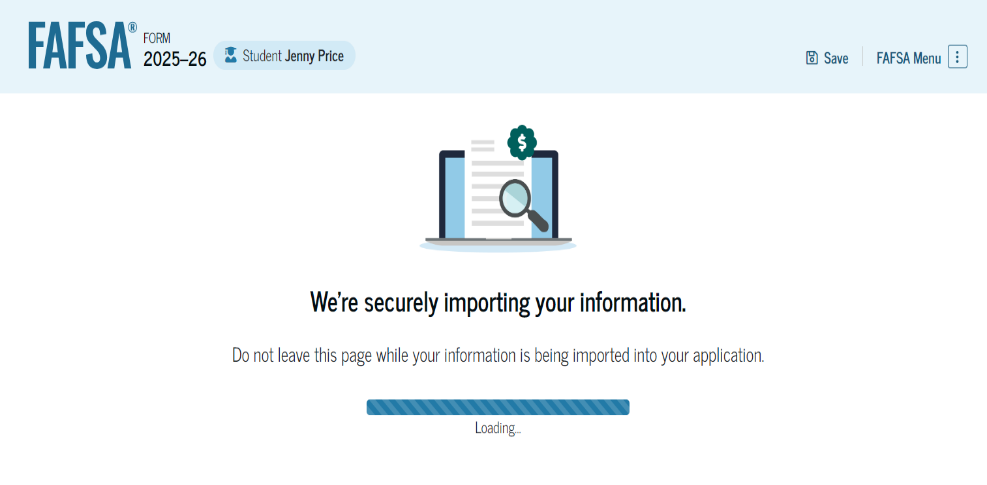 FAFSA®
FORM
2025–26
Student Jenny Price
Save
FAFSA Menu
$
We're securely importing your information.
Do not leave this page while your information is being imported into your application.
Loading...